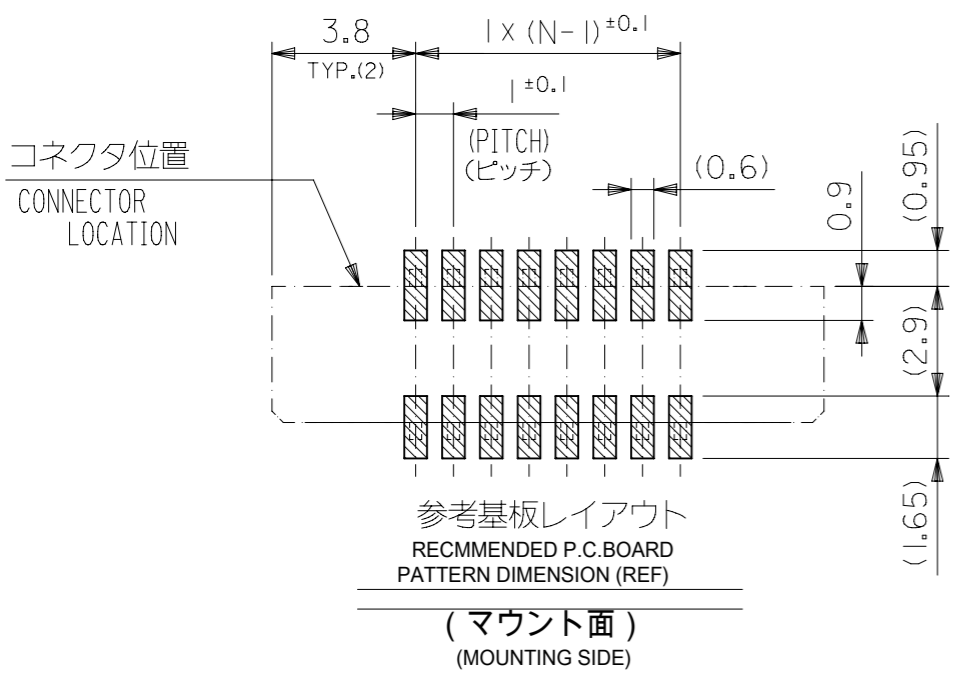 3.8
TYP.(2)
1×(N-1)±0.1
1±0.1
(PITCH)
(ピッチ)
(0.6)
0.9
(0.95)
コネクタ位置
CONNECTOR
LOCATION
(2.9)
(1.65)
参考基板レイアウト
RECMMENDED P.C.BOARD
PATTERN DIMENSION (REF)
(マウント面)
(MOUNTING SIDE)